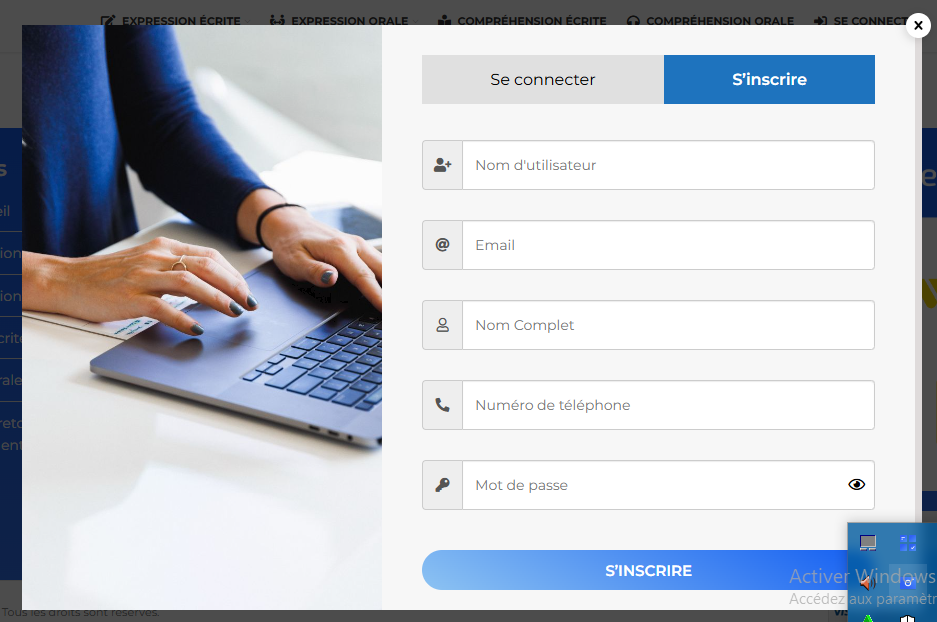 EXPRESSION ÉCRITE
EXPRESSION ORALE
COMPRÉHENSION ÉCRITE
COMPRÉHENSION ORALE
SE CONNECT
Se connecter
S'inscrire
Nom d'utilisateur
@
Email
Nom Complet
Numéro de téléphone
Mot de passe
S'INSCRIRE
Activer Windows
Accédez aux paramètr
Tous les droits sont réservés.